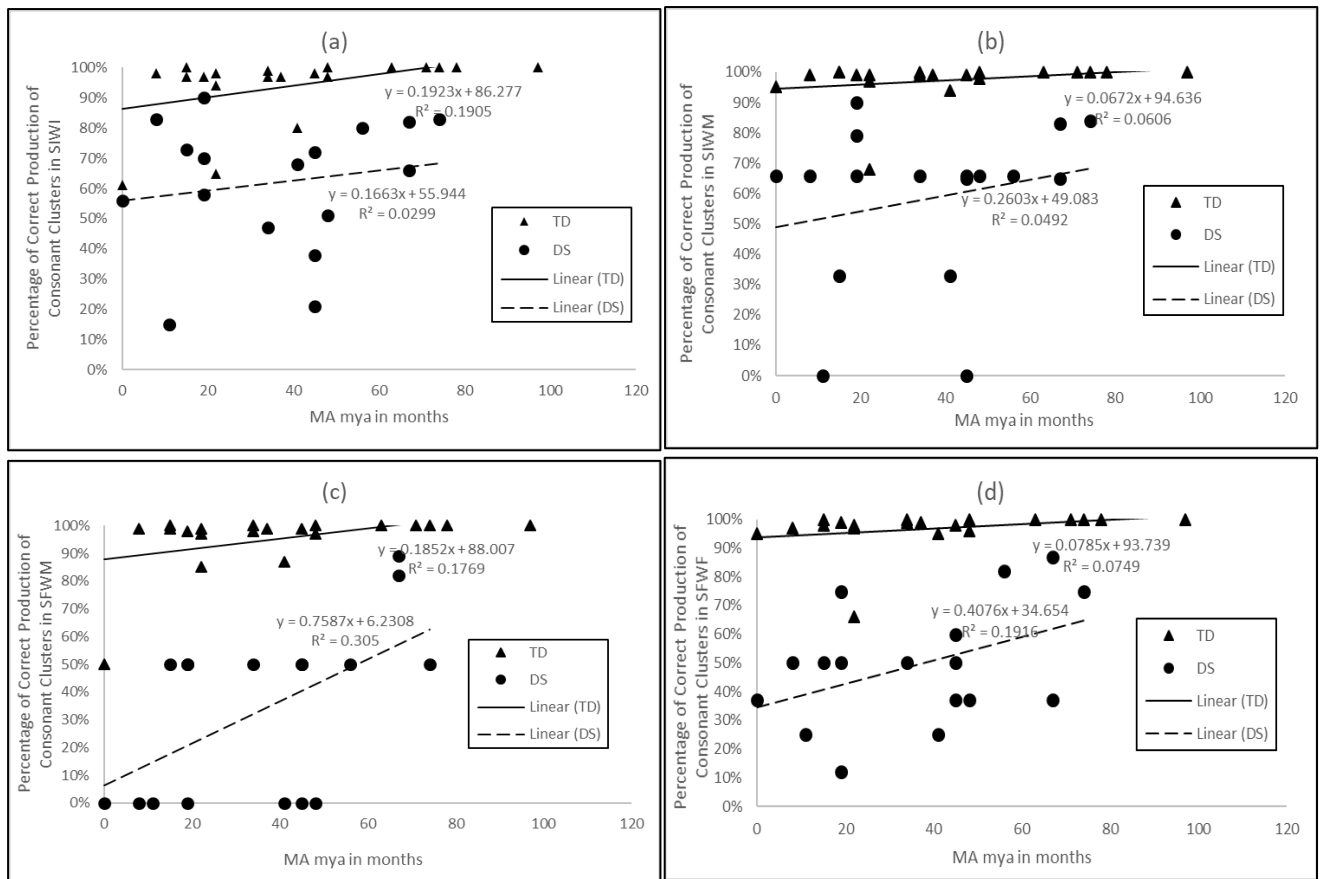 (a)
Percentage of Correct Production of
Consonant Clusters in SIWI
100%
90%
80%
70%
60%
50%
40%
30%
20%
10%
0%
y = 0.1923x + 86.277
R² = 0.1905
y = 0.1663x + 55.944
R² = 0.0299
TD
DS
Linear (TD)
Linear (DS)
0 20 40 60 80 100 120
MA mya in months
(b)
Percentage of Correct Production of
Consonant Clusters in SIWM
100%
90%
80%
70%
60%
50%
40%
30%
20%
10%
0%
y = 0.0672x + 94.636
R² = 0.0606
y = 0.2603x + 49.083
R² = 0.0492
TD
DS
Linear (TD)
Linear (DS)
0 20 40 60 80 100 120
MA mya in months
(c)
Percentage of Correct Production of
Consonant Clusters in SFWM
100%
90%
80%
70%
60%
50%
40%
30%
20%
10%
0%
y = 0.1852x + 88.007
R² = 0.1769
y = 0.7587x + 6.2308
R² = 0.305
TD
DS
Linear (TD)
Linear (DS)
0 20 40 60 80 100 120
MA mya in months
(d)
Percentage of Correct Production of
Consonant Clusters in SFWF
100%
90%
80%
70%
60%
50%
40%
30%
20%
10%
0%
y = 0.0785x + 93.739
R² = 0.0749
y = 0.4076x + 34.654
R² = 0.1916
TD
DS
Linear (TD)
Linear (DS)
0 20 40 60 80 100 120
MA mya in months